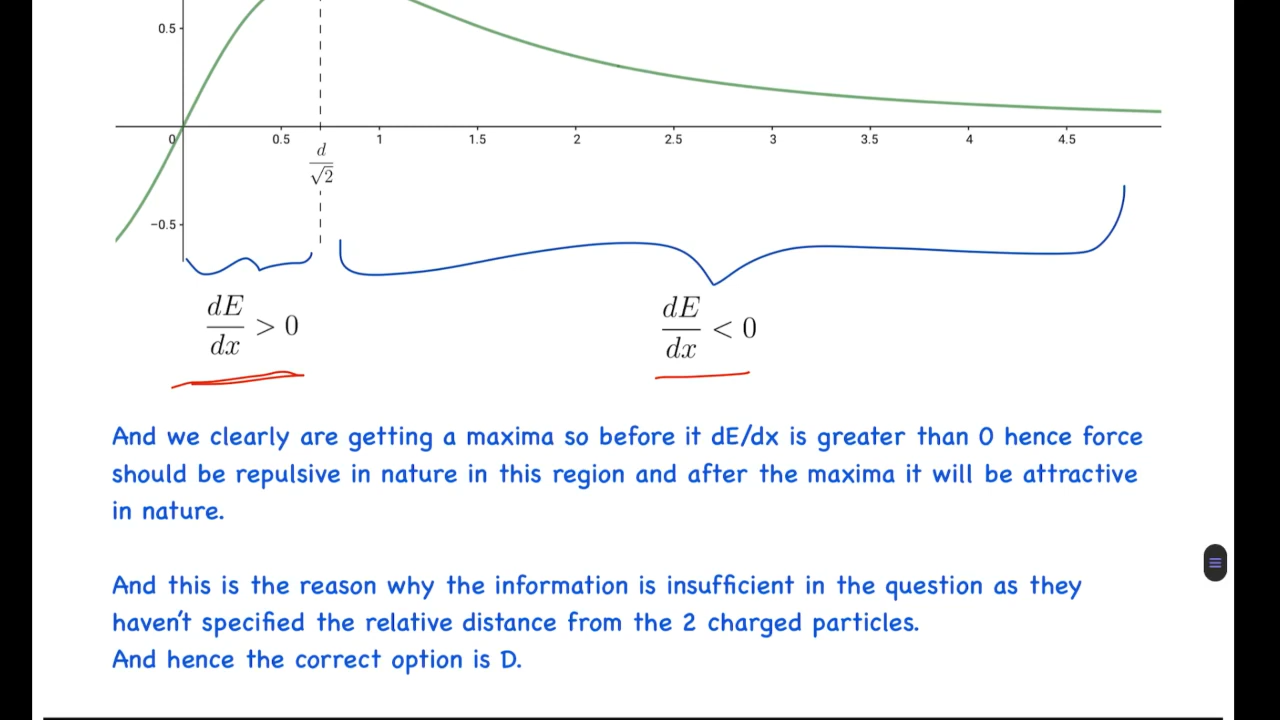 0.5
0 0.5 1 1.5 2 2.5 3 3.5 4 4.5
d
√2
−0.5
dE
dx
> 0
dE
dx
< 0
And we clearly are getting a maxima so before it dE/dx is greater than 0 hence force
should be repulsive in nature in this region and after the maxima it will be attractive
in nature.
And this is the reason why the information is insufficient in the question as they
haven't specified the relative distance from the 2 charged particles.
And hence the correct option is D.